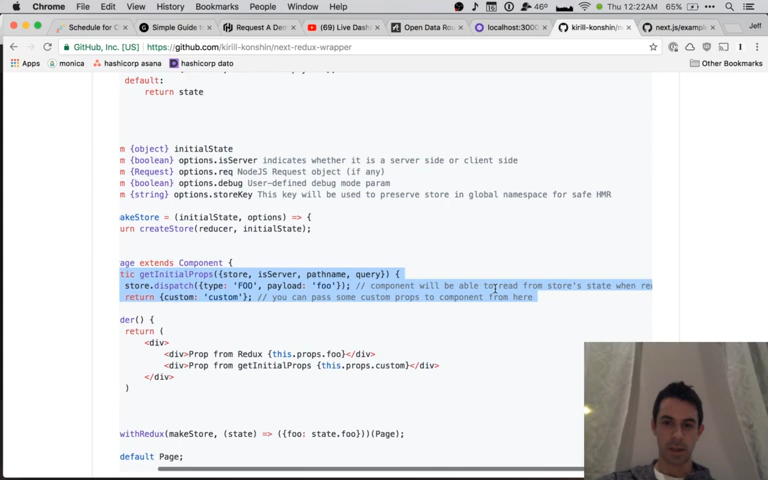 Chrome File Edit View History Bookmarks People Window Help 46° Thu 12:22AM 65%
Schedule for C Simple Guide to Request A Dem (69) Live Dash Open Data Rou localhost:3000 kirill-konshin/n next.js/example Jeff
GitHub, Inc. [US] https://github.com/kirill-konshin/next-redux-wrapper
Apps monica hashicorp asana hashicorp dato Other Bookmarks
default:
return state
m {object} initialState
m {boolean} options.isServer indicates whether it is a server side or client side
m {Request} options.req NodeJS Request object (if any)
m {boolean} options.debug User-defined debug mode param
m {string} options.storeKey This key will be used to preserve store in global namespace for safe HMR
akeStore = (initialState, options) => {
urn createStore(reducer, initialState);
age extends Component {
tic getInitialProps({store, isServer, pathname, query}) {
store.dispatch({type: 'FOO', payload: 'foo'}); // component will be able to read from store's state when re
return {custom: 'custom'}; // you can pass some custom props to component from here
der() {
return (
<div>
<div>Prop from Redux {this.props.foo}</div>
<div>Prop from getInitialProps {this.props.custom}</div>
</div>
)
withRedux(makeStore, (state) => ({foo: state.foo}))(Page);
default Page;